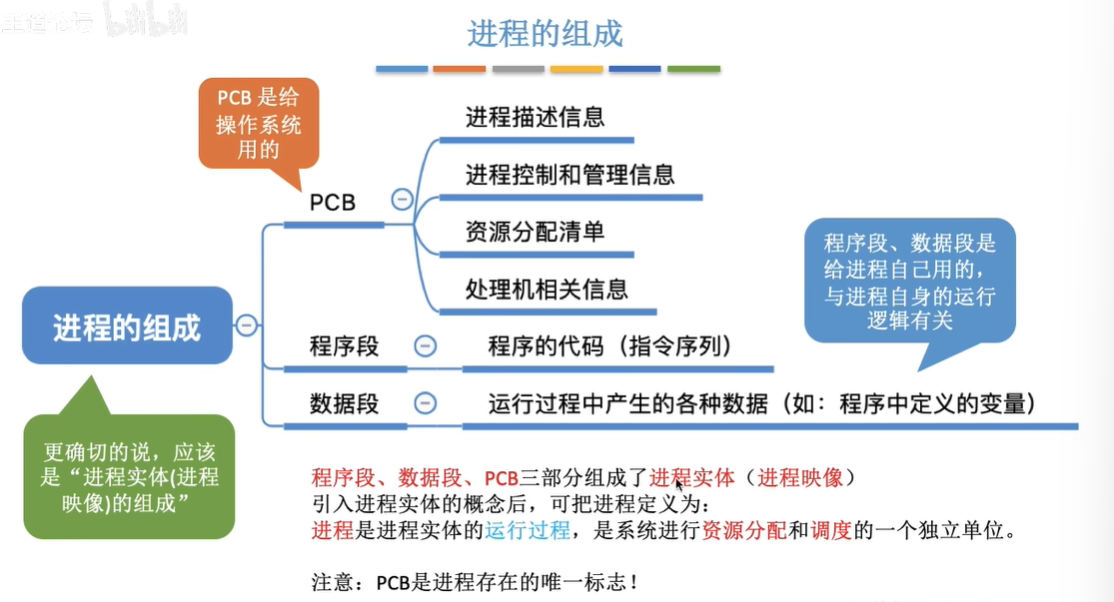 王道论坛 bilibili
进程的组成
PCB 是给
操作系统
用的
进程描述信息
进程控制和管理信息
PCB
资源分配清单
处理机相关信息
程序段、数据段是
给进程自己用的，
与进程自身的运行
逻辑有关
进程的组成
程序段
程序的代码（指令序列）
数据段
运行过程中产生的各种数据（如：程序中定义的变量）
更确切的说，应该
是“进程实体(进程
映像)的组成”
程序段、数据段、PCB三部分组成了进程实体（进程映像）
引入进程实体的概念后，可把进程定义为：
进程是进程实体的运行过程，是系统进行资源分配和调度的一个独立单位。
注意：PCB是进程存在的唯一标志！